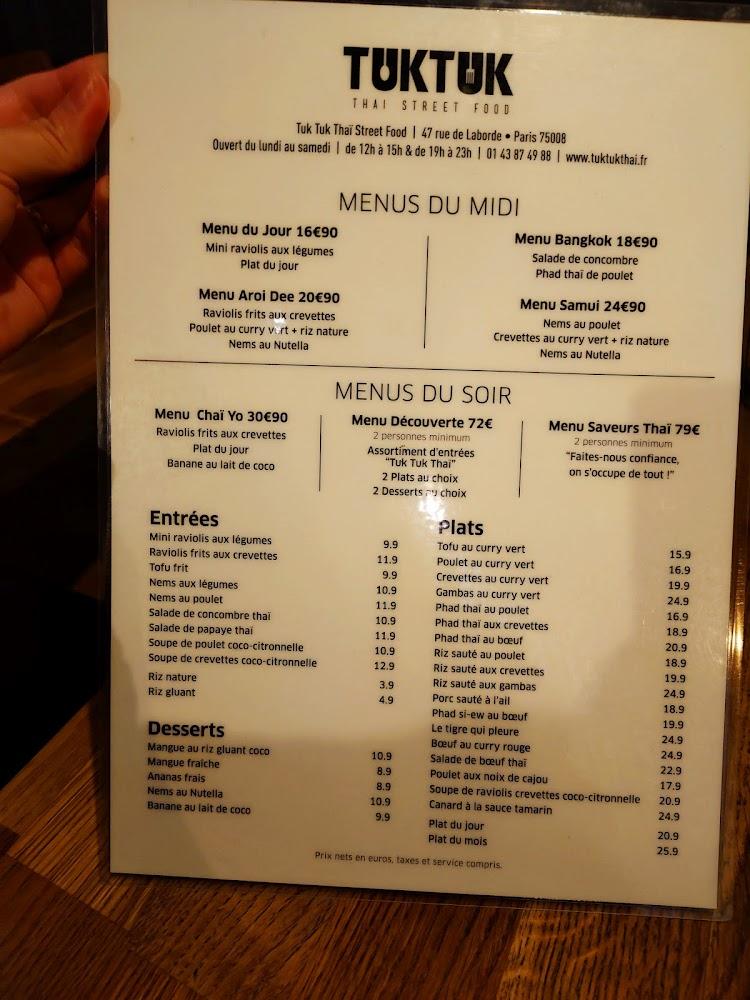 TUKTUK
THAI STREET FOOD
Tuk Tuk Thaï Street Food | 47 rue de Laborde • Paris 75008
Ouvert du lundi au samedi | de 12h à 15h & de 19h à 23h | 01 43 87 49 88 | www.tuktukthai.fr
MENUS DU MIDI
Menu du Jour 16€90
Mini raviolis aux légumes
Plat du jour
Menu Aroi Dee 20€90
Raviolis frits aux crevettes
Poulet au curry vert + riz nature
Nems au Nutella
Menu Bangkok 18€90
Salade de concombre
Phad thaï de poulet
Menu Samui 24€90
Nems au poulet
Crevettes au curry vert + riz nature
Nems au Nutella
MENUS DU SOIR
Menu Chaï Yo 30€90
Raviolis frits aux crevettes
Plat du jour
Banane au lait de coco
Menu Découverte 72€
2 personnes minimum
Assortiment d'entrées
"Tuk Tuk Thaï"
2 Plats au choix
2 Desserts au choix
Menu Saveurs Thaï 79€
2 personnes minimum
"Faites-nous confiance,
on s'occupe de tout !"
Entrées
Mini raviolis aux légumes 9.9
Raviolis frits aux crevettes 11.9
Tofu frit 9.9
Nems aux légumes 10.9
Nems au poulet 11.9
Salade de concombre thaï 10.9
Salade de papaye thaï 11.9
Soupe de poulet coco-citronnelle 10.9
Soupe de crevettes coco-citronnelle 12.9
Riz nature 3.9
Riz gluant 4.9
Desserts
Mangue au riz gluant coco 10.9
Mangue fraîche 8.9
Ananas frais 8.9
Nems au Nutella 10.9
Banane au lait de coco 9.9
Plats
Tofu au curry vert 15.9
Poulet au curry vert 16.9
Crevettes au curry vert 19.9
Gambas au curry vert 24.9
Phad thaï au poulet 16.9
Phad thaï aux crevettes 18.9
Phad thaï au bœuf 20.9
Riz sauté au poulet 18.9
Riz sauté aux crevettes 19.9
Riz sauté aux gambas 24.9
Porc sauté à l'ail 18.9
Phad si-ew au bœuf 19.9
Le tigre qui pleure 24.9
Bœuf au curry rouge 24.9
Salade de bœuf thaï 22.9
Poulet aux noix de cajou 17.9
Soupe de raviolis crevettes coco-citronnelle 20.9
Canard à la sauce tamarin 24.9
Plat du jour 20.9
Plat du mois 25.9
Prix nets en euros, taxes et service compris.